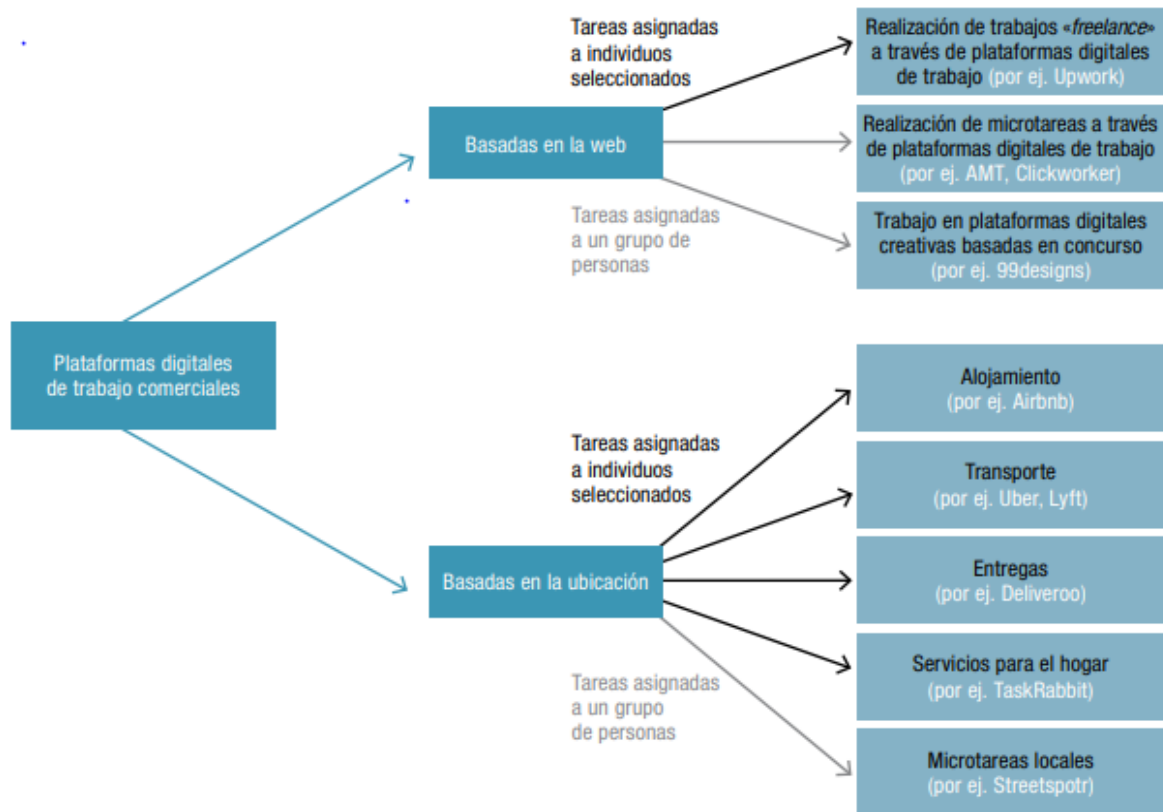 Tareas asignadas
a individuos
seleccionados
Realización de trabajos «freelance»
a través de plataformas digitales
de trabajo (por ej. Upwork)
Basadas en la web
Realización de microtareas a través
de plataformas digitales de trabajo
(por ej. AMT, Clickworker)
Tareas asignadas
a un grupo de
personas
Trabajo en plataformas digitales
creativas basadas en concurso
(por ej. 99designs)
Plataformas digitales
de trabajo comerciales
Alojamiento
(por ej. Airbnb)
Tareas asignadas
a individuos
seleccionados
Transporte
(por ej. Uber, Lyft)
Basadas en la ubicación
Entregas
(por ej. Deliveroo)
Servicios para el hogar
(por ej. TaskRabbit)
Tareas asignadas
a un grupo
de personas
Microtareas locales
(por ej. Streetspotr)